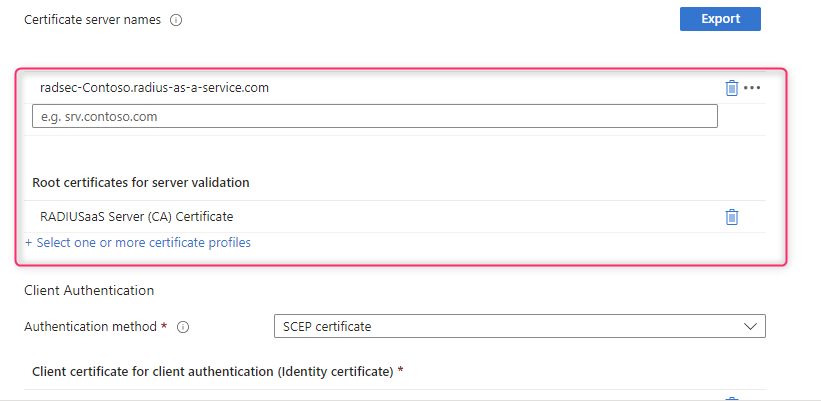 Certificate server names
Export
radsec-Contoso.radius-as-a-service.com
e.g. srv.contoso.com
Root certificates for server validation
RADIUSaaS Server (CA) Certificate
+ Select one or more certificate profiles
Client Authentication
Authentication method *
SCEP certificate
Client certificate for client authentication (Identity certificate) *